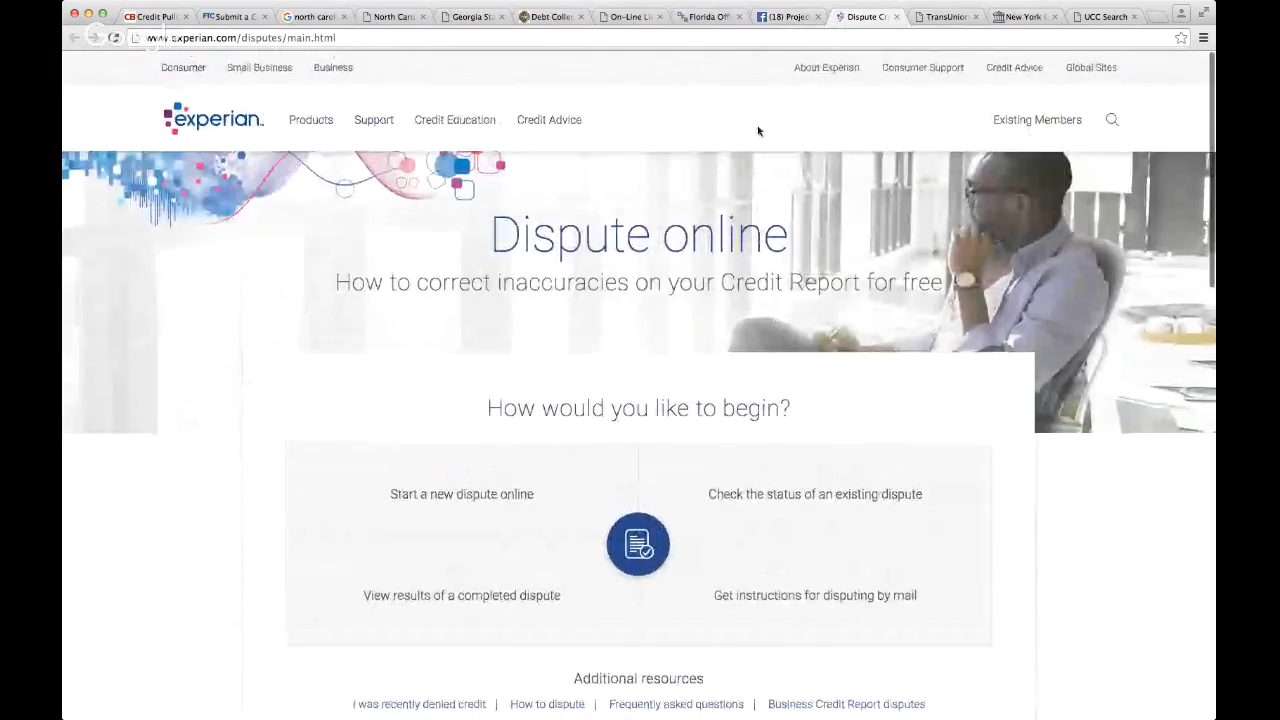 Credit Pull
FTC Submit a C
north carol
North Caro
Georgia St
Debt Colle
On-Line Li
Florida Off
(18) Project
Dispute Cr
TransUnion
New York C
UCC Search
www.experian.com/disputes/main.html
Consumer Small Business Business About Experian Consumer Support Credit Advice Global Sites
experian Products Support Credit Education Credit Advice Existing Members
Dispute online
How to correct inaccuracies on your Credit Report for free
How would you like to begin?
Start a new dispute online Check the status of an existing dispute
View results of a completed dispute Get instructions for disputing by mail
Additional resources
I was recently denied credit | How to dispute | Frequently asked questions | Business Credit Report disputes